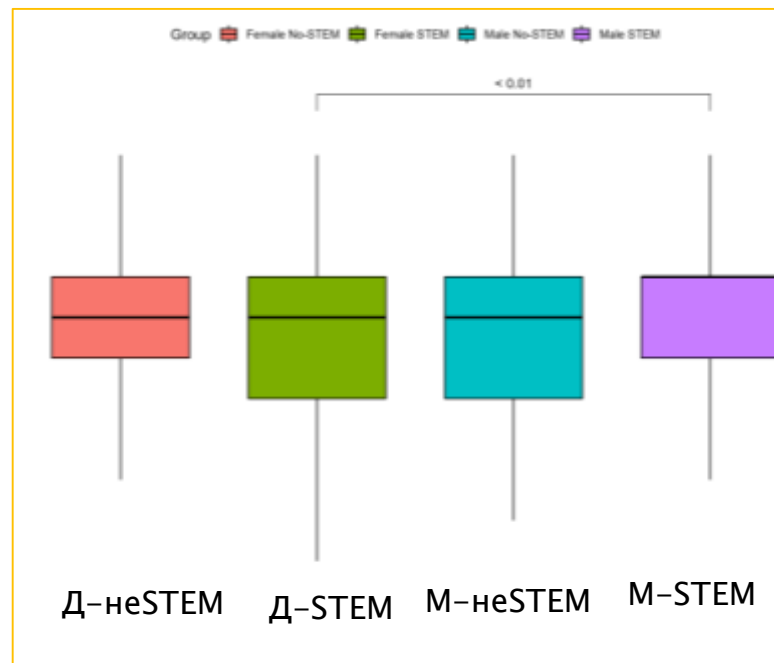 Group Female No-STEM Female STEM Male No-STEM Male STEM
< 0.01
Д-неSTEM Д-STEM М-неSTEM М-STEM